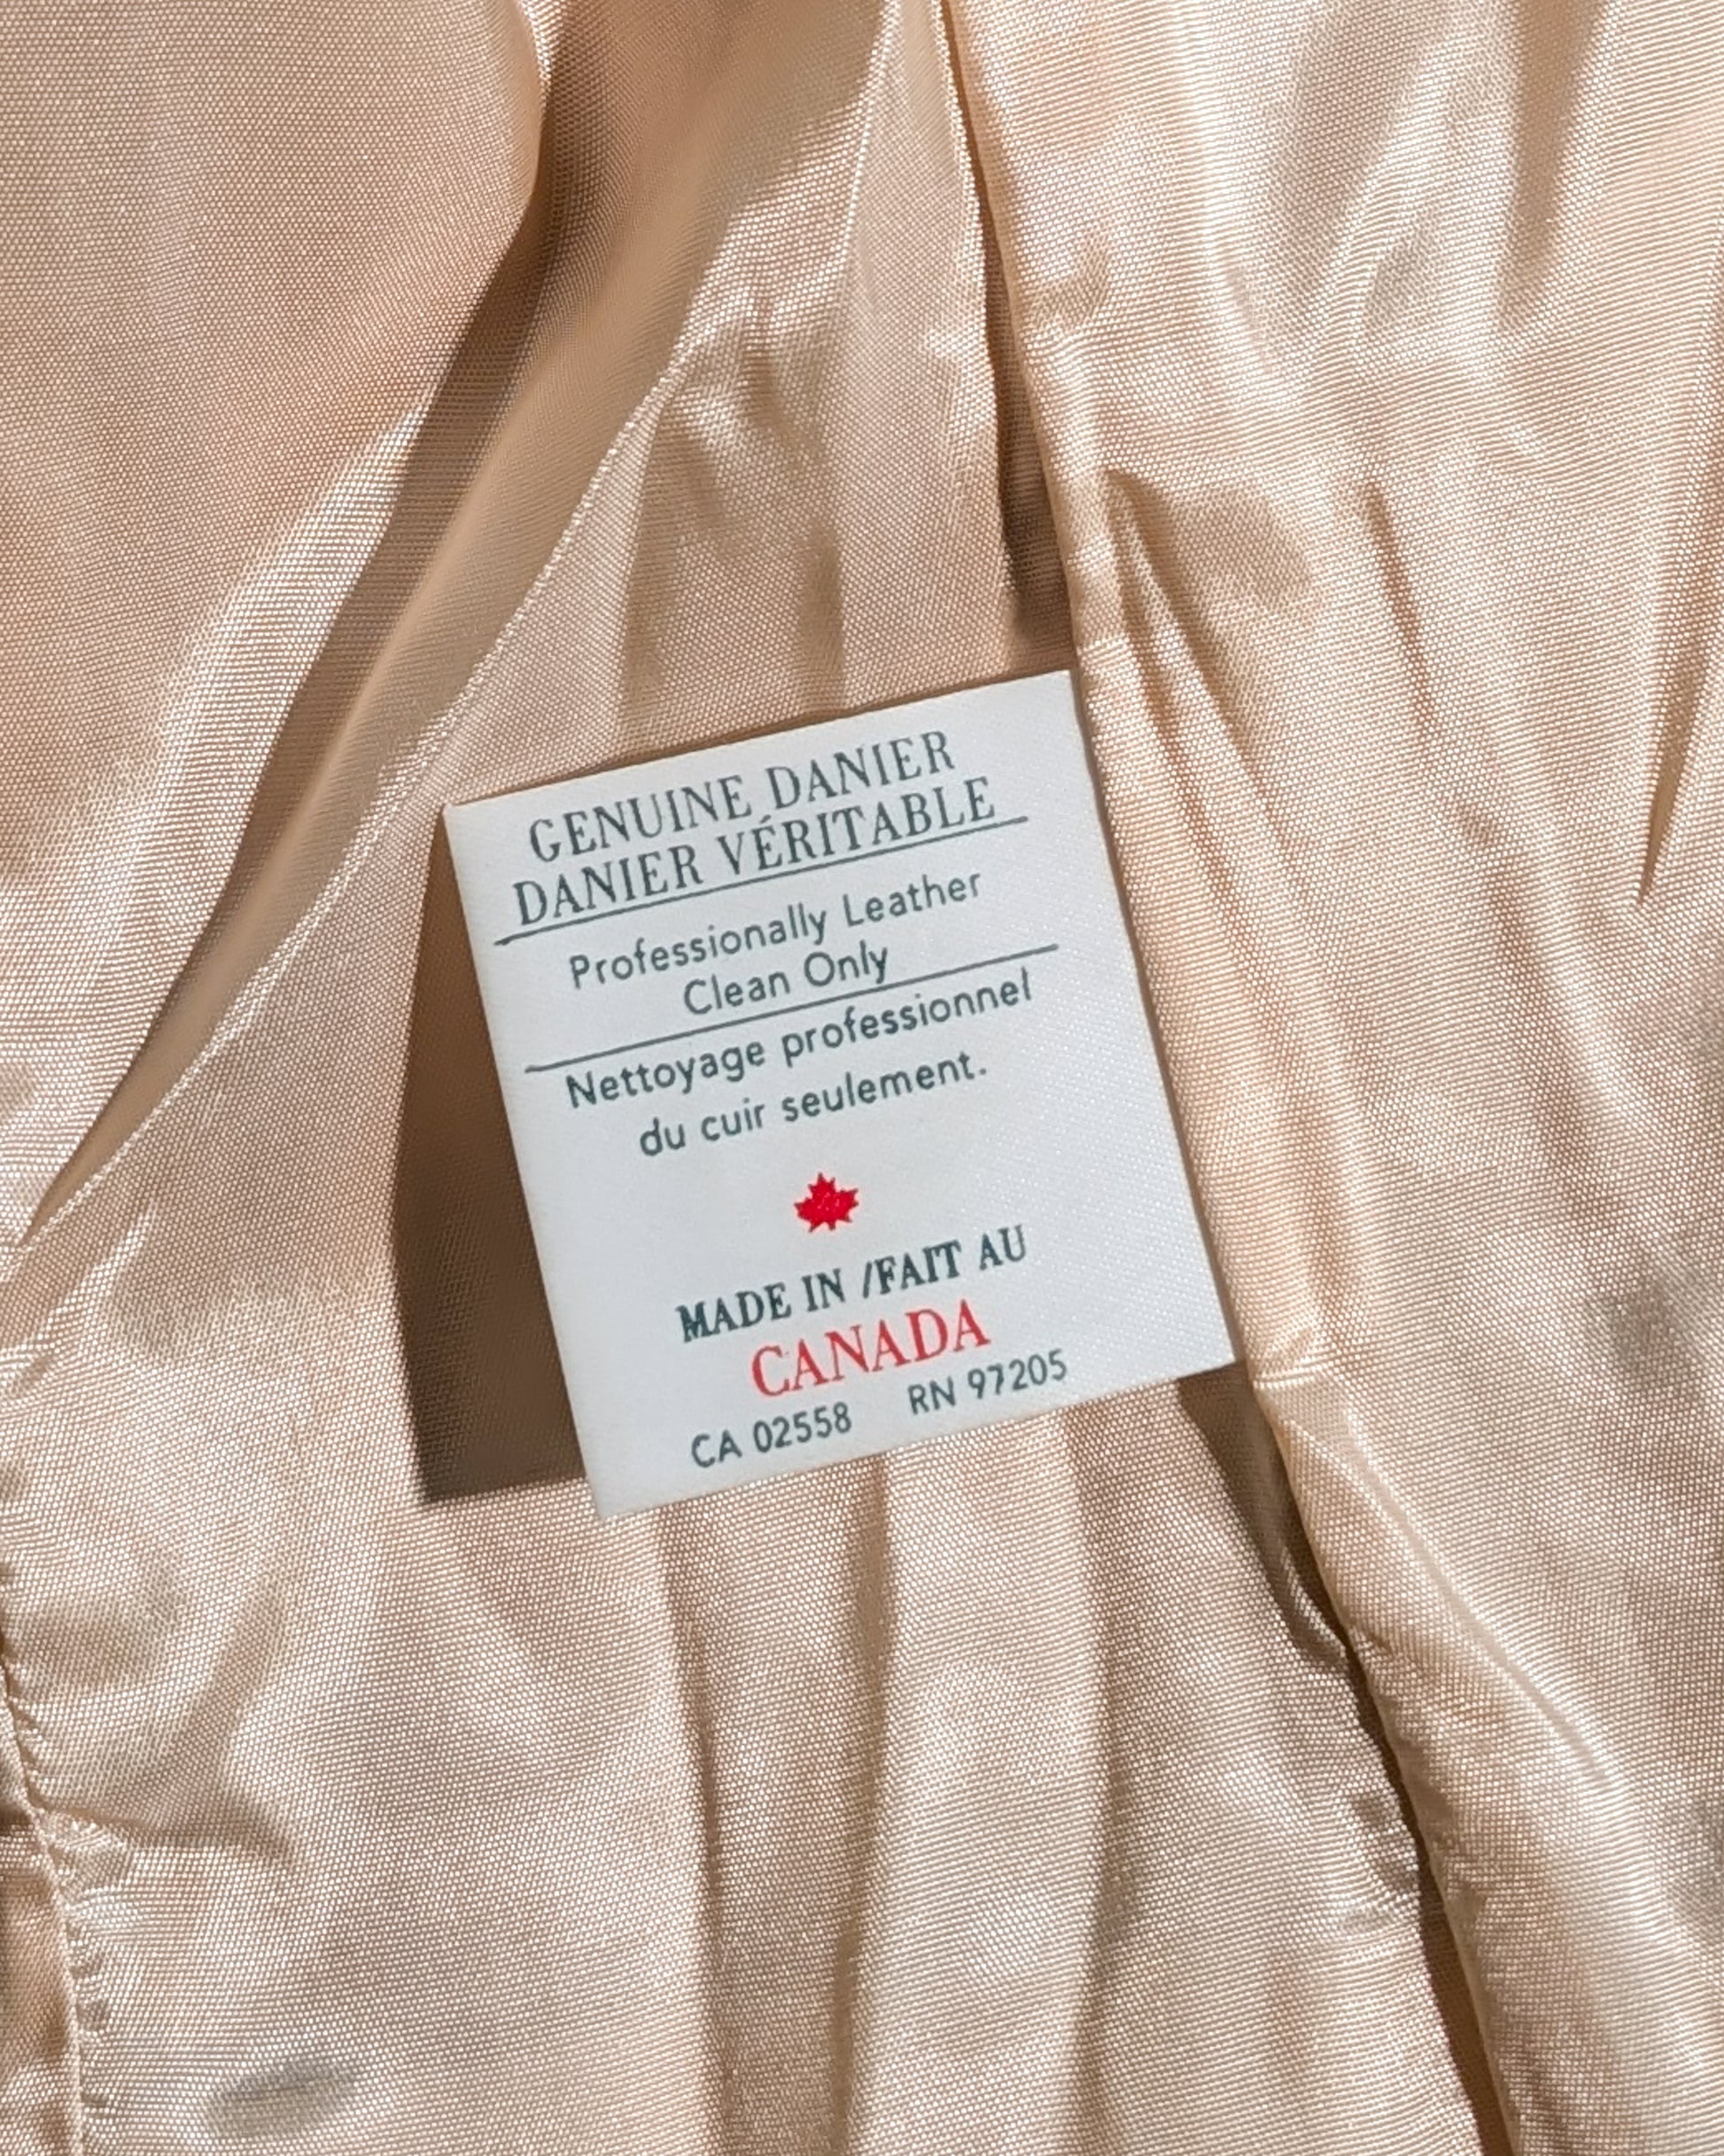 GENUINE DANIER
DANIER VÉRITABLE
Professionally Leather
Clean Only
Nettoyage professionnel
du cuir seulement.
MADE IN /FAIT AU
CANADA
CA 02558 RN 97205